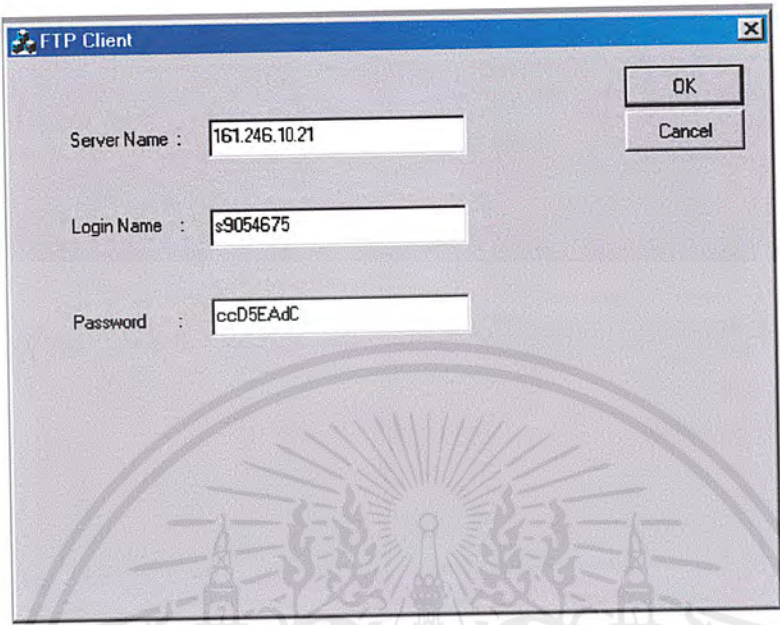 FTP Client
OK
Cancel
Server Name : 161.246.10.21
Login Name : s9054675
Password : ccD5EAdC